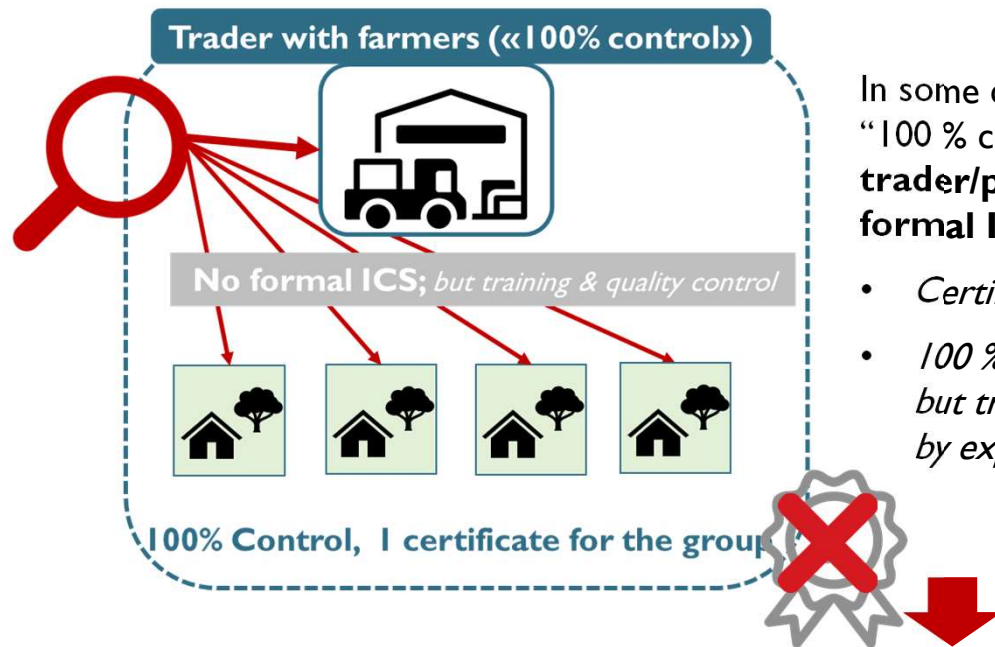 Trader with farmers («100% control»)
No formal ICS; but training & quality control
100% Control, 1 certificate for the group
In some
“100 %
trader/p
formal
• Certi
• 100 %
but tr
by exp